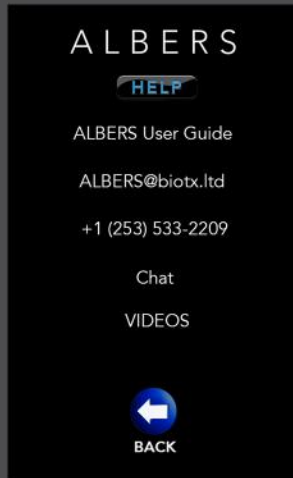 ALBERS
HELP
ALBERS User Guide
ALBERS@biotx.ltd
+1 (253) 533-2209
Chat
VIDEOS
BACK